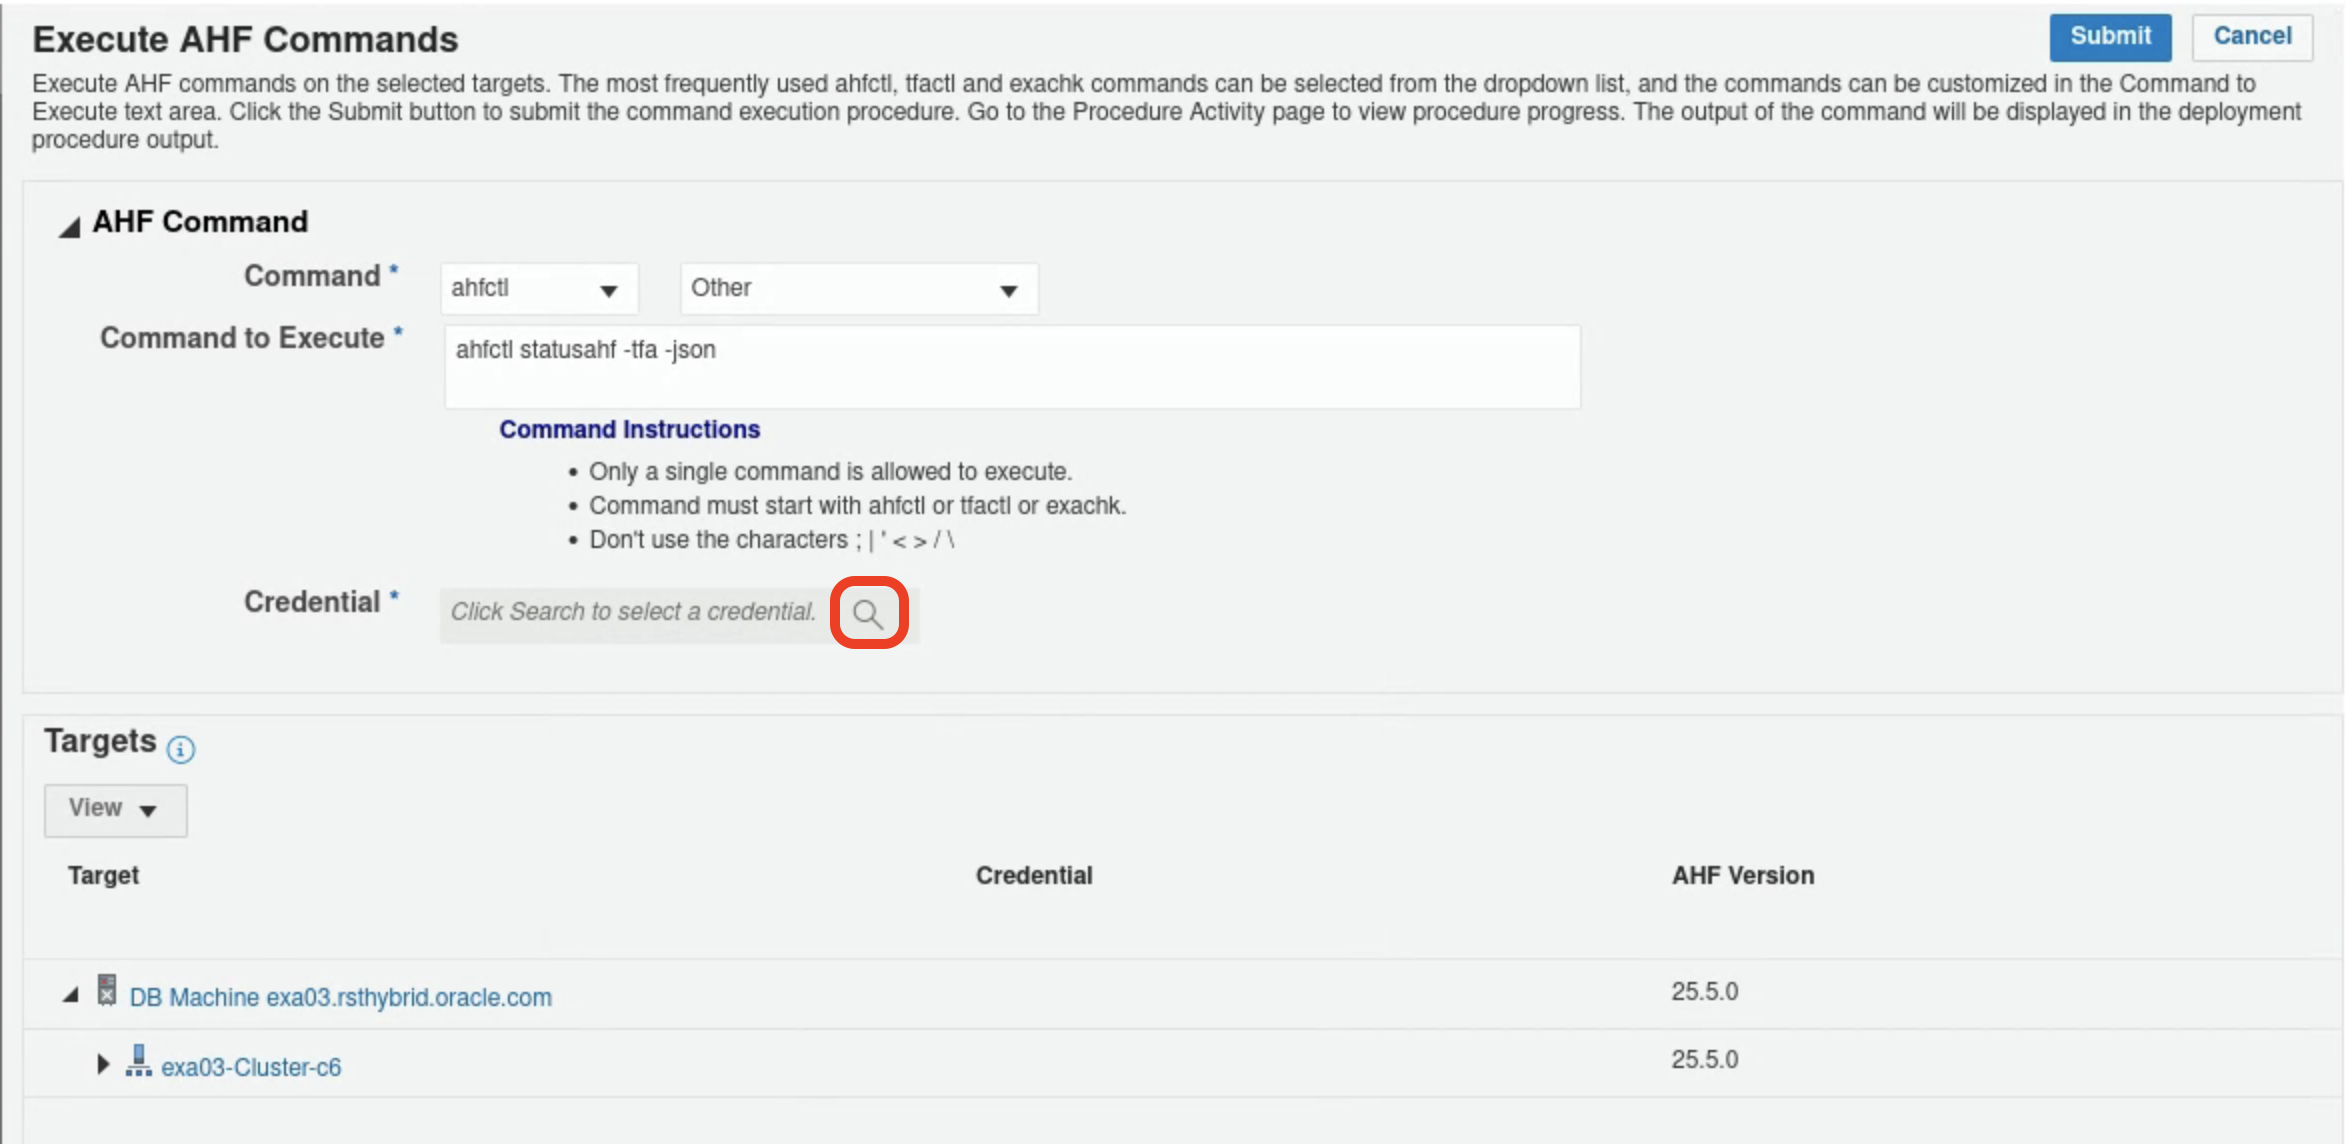 Execute AHF Commands
Submit
Cancel
Execute AHF commands on the selected targets. The most frequently used ahfctl, tfactl and exachk commands can be selected from the dropdown list, and the commands can be customized in the Command to
Execute text area. Click the Submit button to submit the command execution procedure. Go to the Procedure Activity page to view procedure progress. The output of the command will be displayed in the deployment
procedure output.
AHF Command
Command * ahfctl Other
Command to Execute * ahfctl statusahf -tfa -json
Command Instructions
• Only a single command is allowed to execute.
• Command must start with ahfctl or tfactl or exachk.
• Don't use the characters ; | ' < > / \
Credential * Click Search to select a credential.
Targets
View
Target Credential AHF Version
DB Machine exa03.rsthybrid.oracle.com 25.5.0
exa03-Cluster-c6 25.5.0